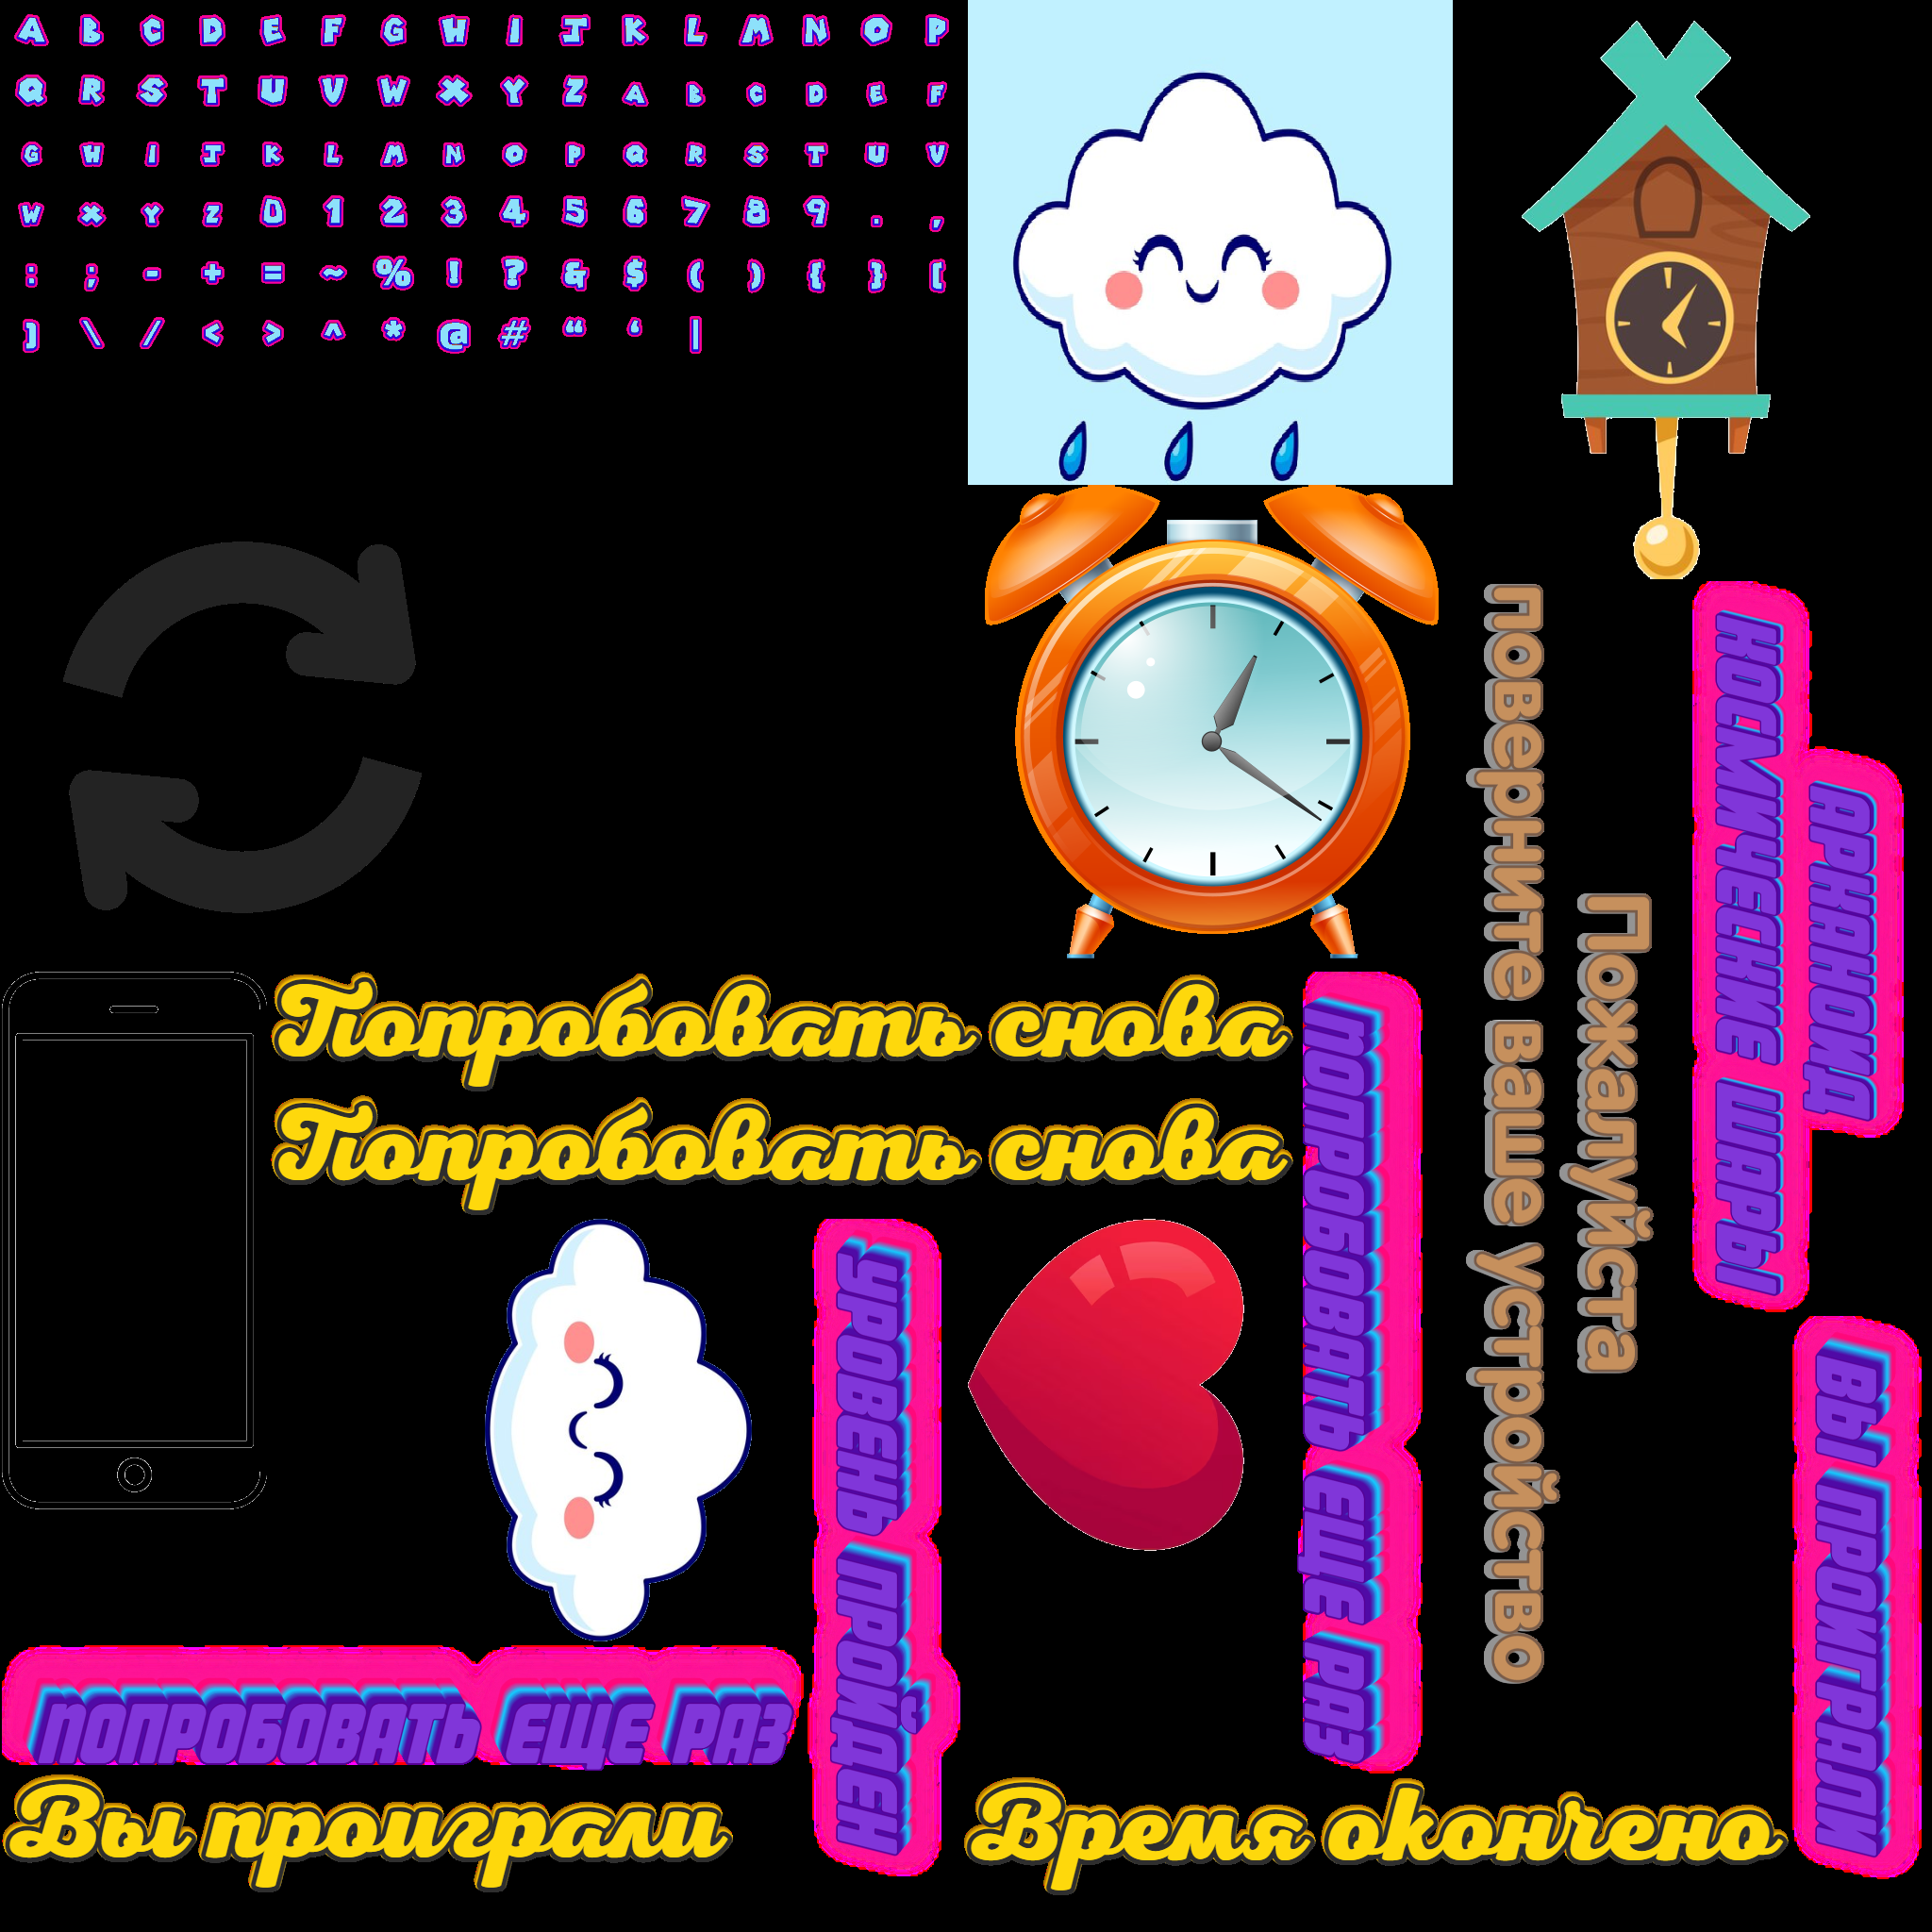 A B C D E F G H I J K L M N O P
Q R S T U V W X Y Z A B C D E F
G H I J K L M N O P Q R S T U V
W X Y Z 0 1 2 3 4 5 6 7 8 9 . ,
: ; - + = ~ % ! ? & $ ( ) { } [
] \ / < > ^ * @ # “ ‘ |
Пожалуйста
поверните ваше устройство
АРКАНОИД
КОСМИЧЕСКИЕ ШАРЫ
Попробовать снова
Попробовать снова
ПОПРОБОВАТЬ ЕЩЕ РАЗ
УРОВЕНЬ ПРОЙДЕН
ВЫ ПРОИГРАЛИ
ПОПРОБОВАТЬ ЕЩЕ РАЗ
Вы проиграли
Время окончено